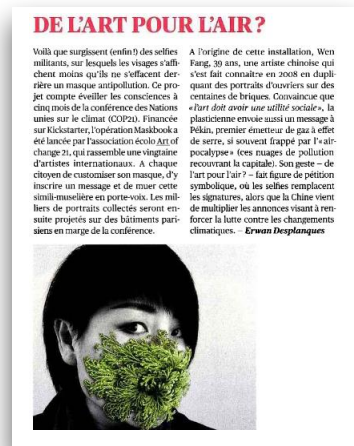 DE L'ART POUR L'AIR ?
Voilà que surgissent (enfin !) des selfies
militants, sur lesquels les visages s'affi-
chent moins qu'ils ne s'effacent der-
rière un masque antipollution. Ce pro-
jet compte éveiller les consciences à
cinq mois de la conférence des Nations
unies sur le climat (COP21). Financée
sur Kickstarter, l'opération Maskbook a
été lancée par l'association écolo Art of
change 21, qui rassemble une vingtaine
d'artistes internationaux. A chaque
citoyen de customiser son masque, d'y
inscrire un message et de muer cette
simili-muselière en porte-voix. Les mil-
liers de portraits collectés seront en-
suite projetés sur des bâtiments pari-
siens en marge de la conférence.
A l'origine de cette installation, Wen
Fang, 39 ans, une artiste chinoise qui
s'est fait connaître en 2008 en dupli-
quant des portraits d'ouvriers sur des
centaines de briques. Convaincue que
«l'art doit avoir une utilité sociale», la
plasticienne envoie aussi un message à
Pékin, premier émetteur de gaz à effet
de serre, si souvent frappé par l'«air-
pocalypse» (ces nuages de pollution
recouvrant la capitale). Son geste – de
l'art pour l'air ? – fait figure de pétition
symbolique, où les selfies remplacent
les signatures, alors que la Chine vient
de multiplier les annonces visant à ren-
forcer la lutte contre les changements
climatiques. – Erwan Desplanques